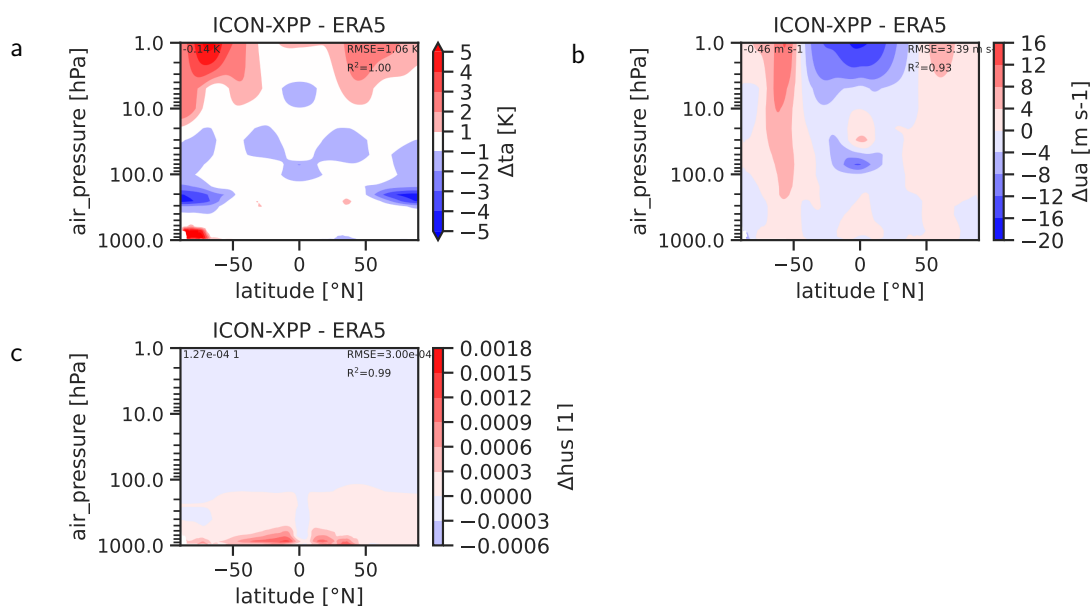 a
ICON-XPP - ERA5
-0.14 K
RMSE=1.06 K
R²=1.00
1.0
10.0
100.0
1000.0
air_pressure [hPa]
−50
0
50
latitude [°N]
5
4
3
2
1
−1
−2
−3
−4
−5
Δta [K]
b
ICON-XPP - ERA5
-0.46 m s-1
RMSE=3.39 m s-
R²=0.93
1.0
10.0
100.0
1000.0
air_pressure [hPa]
−50
0
50
latitude [°N]
16
12
8
4
0
−4
−8
−12
−16
−20
Δua [m s-1]
c
ICON-XPP - ERA5
1.27e-04 1
RMSE=3.00e-04
R²=0.99
1.0
10.0
100.0
1000.0
air_pressure [hPa]
−50
0
50
latitude [°N]
0.0018
0.0015
0.0012
0.0009
0.0006
0.0003
0.0000
−0.0003
−0.0006
Δhus [1]